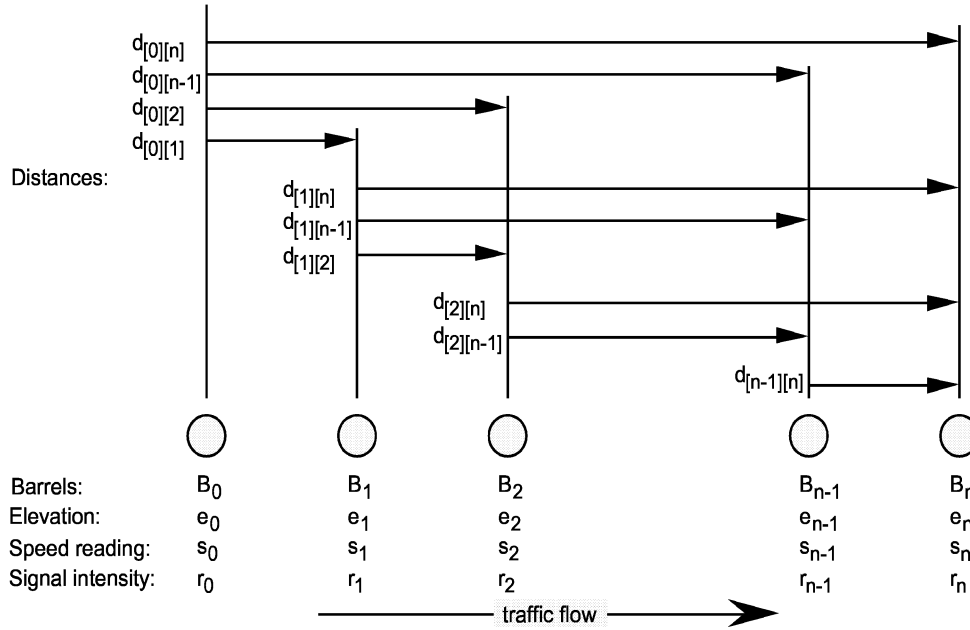 d[0][n]
d[0][n-1]
d[0][2]
d[0][1]
Distances:
d[1][n]
d[1][n-1]
d[1][2]
d[2][n]
d[2][n-1]
d[n-1][n]
Barrels: B0 B1 B2 Bn-1 Bn
Elevation: e0 e1 e2 en-1 en
Speed reading: s0 s1 s2 sn-1 sn
Signal intensity: r0 r1 r2 rn-1 rn
traffic flow